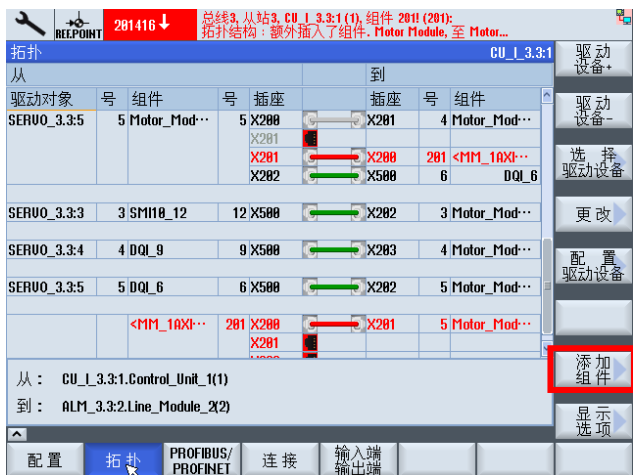 REF.POINT
201416
总线3, 从站3, CU_I_3.3:1 (1), 组件 201! (201):
拓扑结构：额外插入了组件. Motor Module, 至 Motor...
拓扑 CU_I_3.3:1
从 到
驱动对象 号 组件 号 插座 插座 号 组件
SERVO_3.3:5 5 Motor_Mod… 5 X200 X201 4 Motor_Mod…
X201
X201 X200 201 <MM_1AXI…
X202 X500 6 DQI_6
SERVO_3.3:3 3 SMI10_12 12 X500 X202 3 Motor_Mod…
SERVO_3.3:4 4 DQI_9 9 X500 X203 4 Motor_Mod…
SERVO_3.3:5 5 DQI_6 6 X500 X202 5 Motor_Mod…
<MM_1AXI… 201 X200 X201 5 Motor_Mod…
X201
从： CU_I_3.3:1.Control_Unit_1(1)
到： ALM_3.3:2.Line_Module_2(2)
驱动
设备+
驱动
设备-
选 择
驱动设备
更改
配 置
驱动设备
添加
组件
显示
选项
配置
拓扑
PROFIBUS/
PROFINET
连接
输入端
输出端